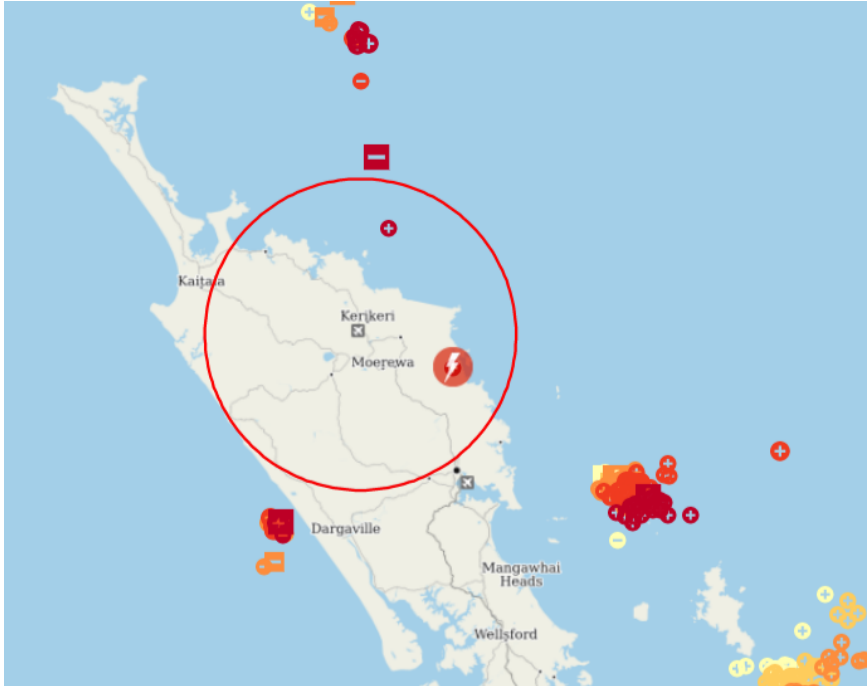 Kaitaia
Kerikeri
Moerewa
Dargaville
Mangawhai
Heads
Wellsford